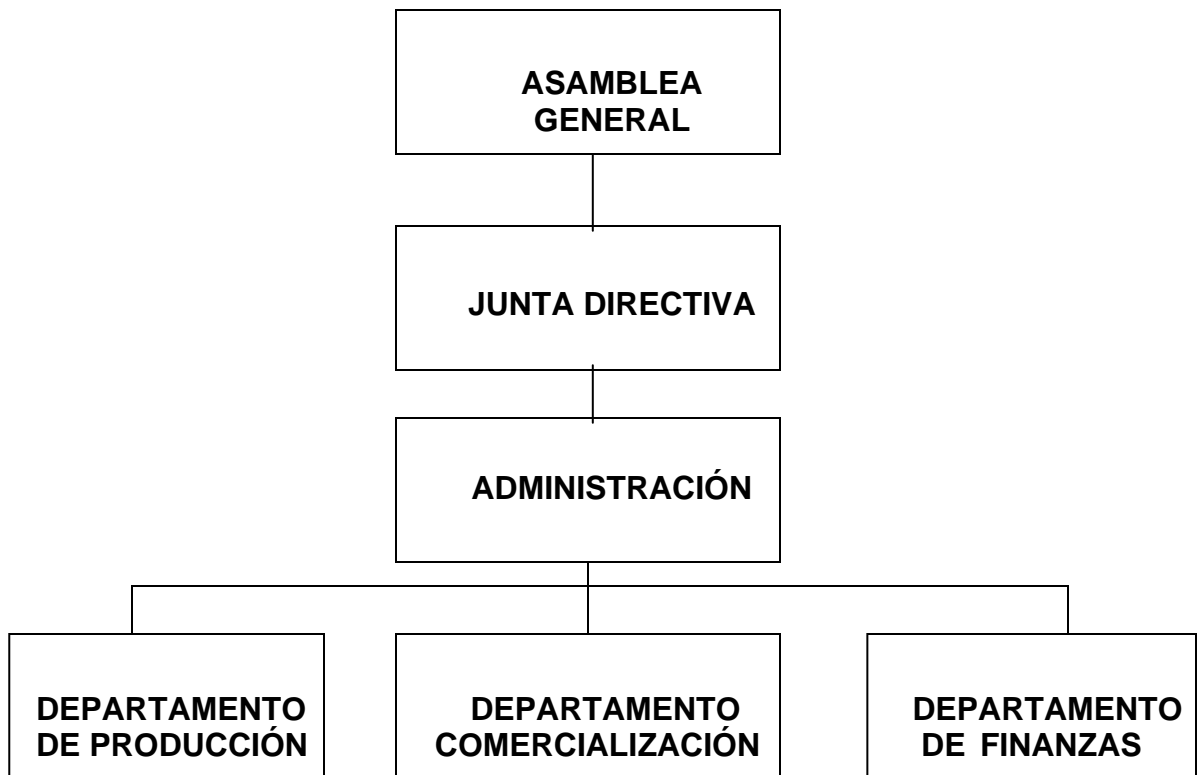 ASAMBLEA
GENERAL
JUNTA DIRECTIVA
ADMINISTRACIÓN
DEPARTAMENTO
DE PRODUCCIÓN
DEPARTAMENTO
COMERCIALIZACIÓN
DEPARTAMENTO
DE FINANZAS